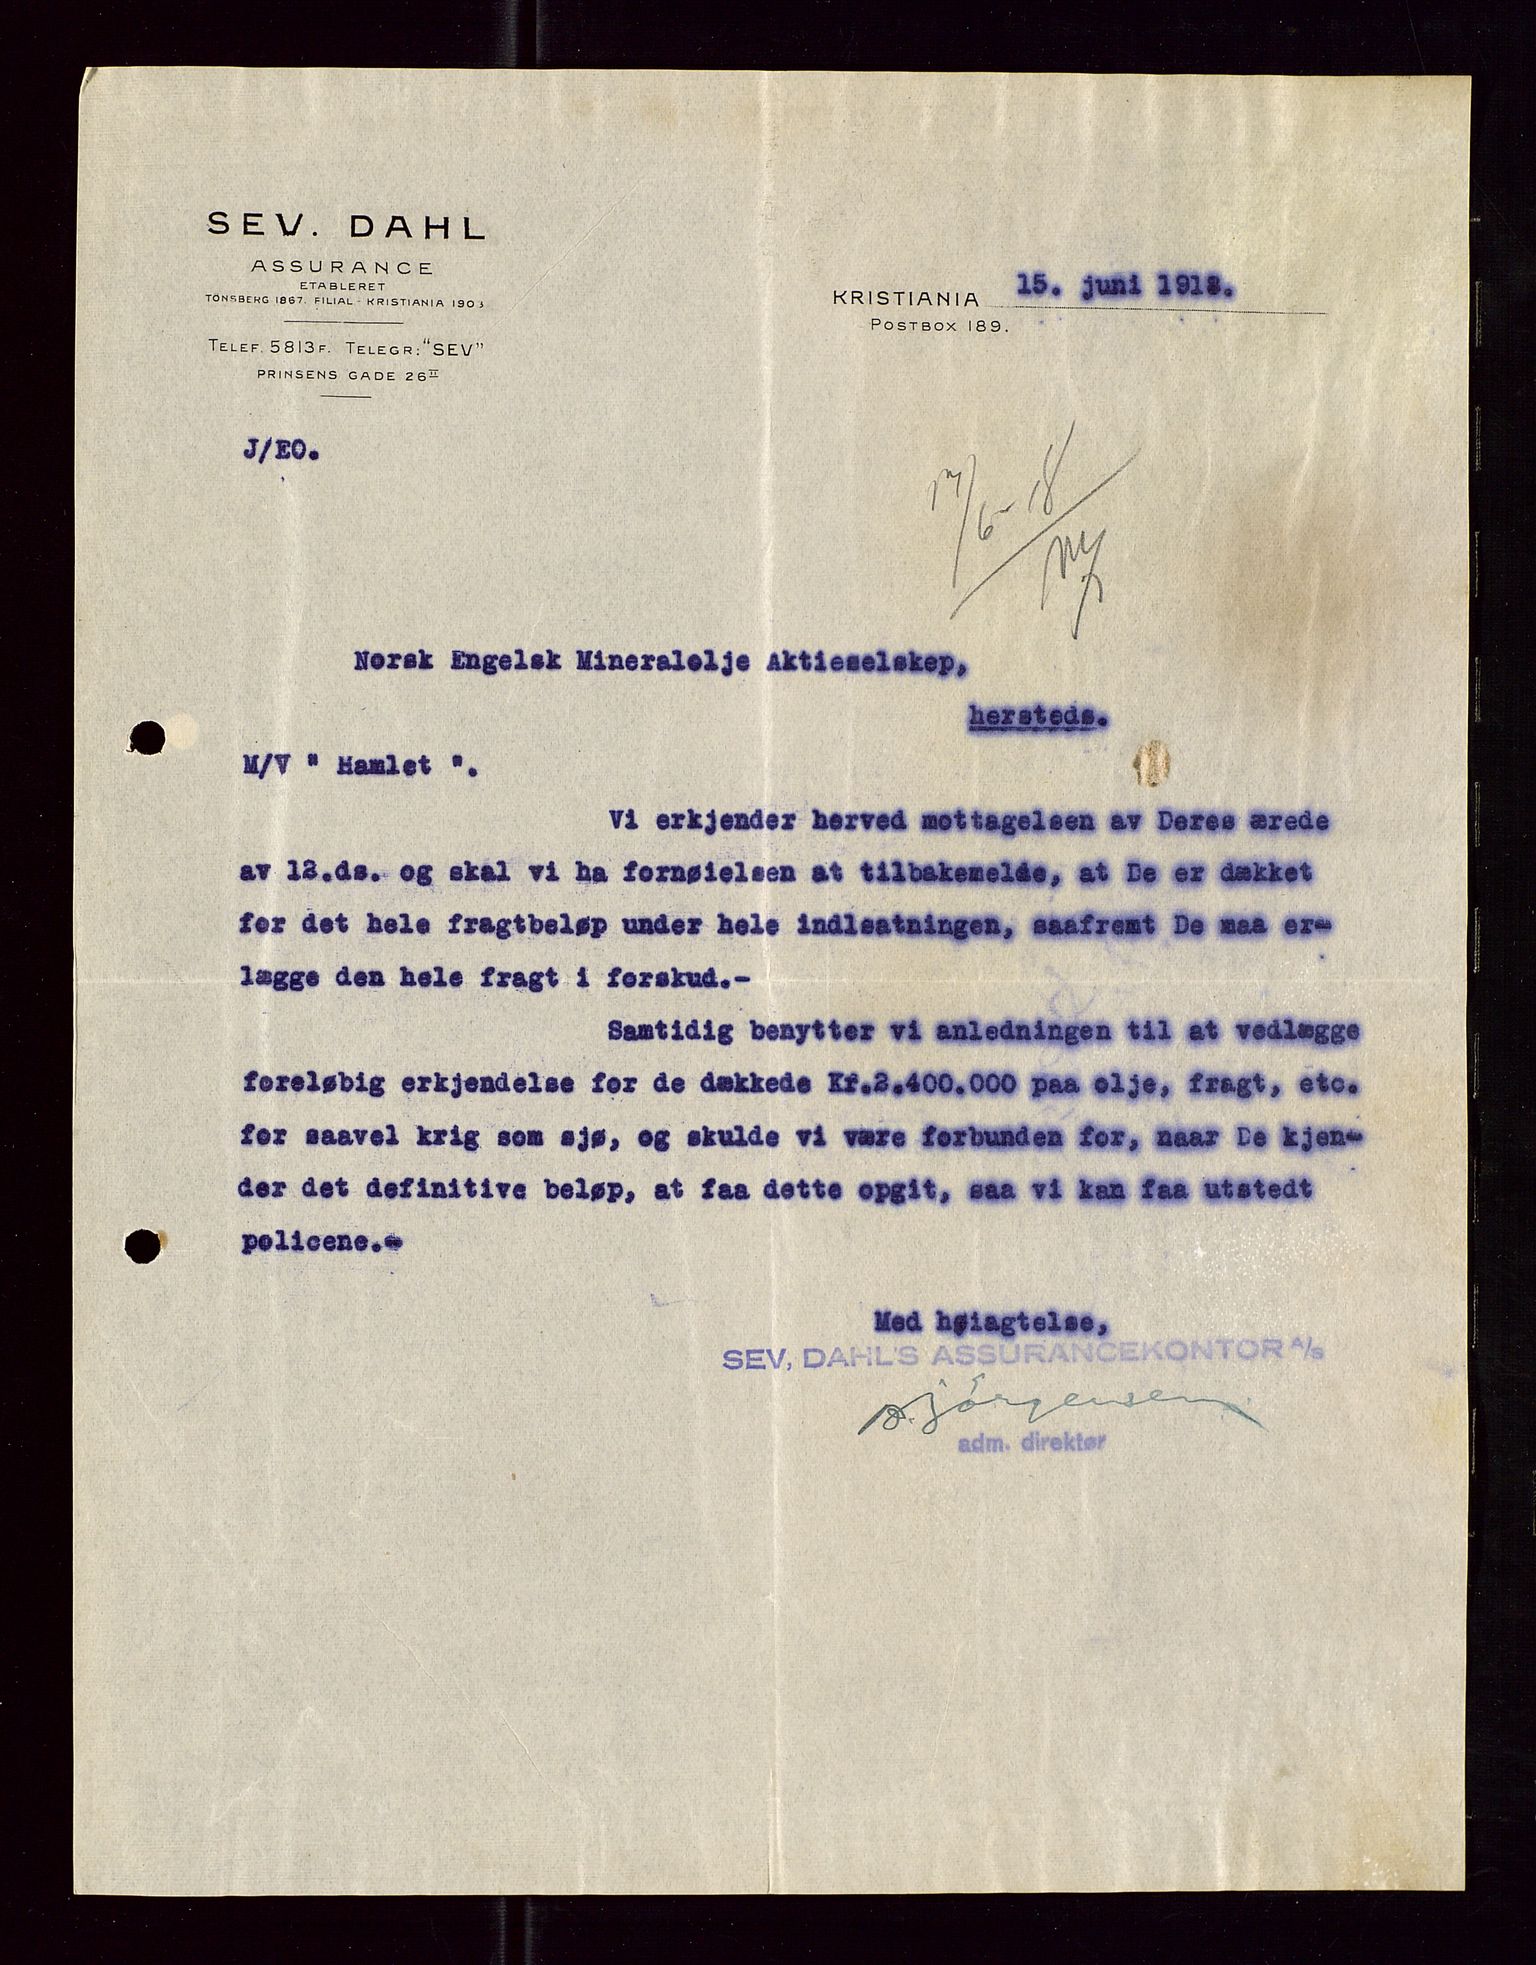 SEV. DAHL
ASSURANCE
ETABLERET
TÖNSBERG 1867. FILIAL - KRISTIANIA 1903
TELEF. 5813F. TELEGR: "SEV"
PRINSENS GADE 26II
KRISTIANIA 15. juni 1918.
POSTBOX 189.
J/EO.
17/6-18
Norsk Engelsk Mineralolje Aktieselskap,
hersteds.
M/V " Hamlet ".
Vi erkjender herved mottagelsen av Deres ærede
av 12.ds. og skal vi ha fornøielsen at tilbakemelde, at De er dækket
for det hele fragtbeløp under hele indlsatningen, saafremt De maa er-
lægge den hele fragt i forskud.-
Samtidig benytter vi anledningen til at vedlægge
foreløbig erkjendelse for de dækkede Kr.2.400.000 paa olje, fragt, etc.
for saavel krig som sjø, og skulde vi være forbunden for, naar De kjen-
der det definitive beløp, at faa dette opgit, saa vi kan faa utstedt
policene.-
Med høiagtelse,
SEV, DAHL'S ASSURANCEKONTOR A/S
B. Jörgensen
adm. direktør